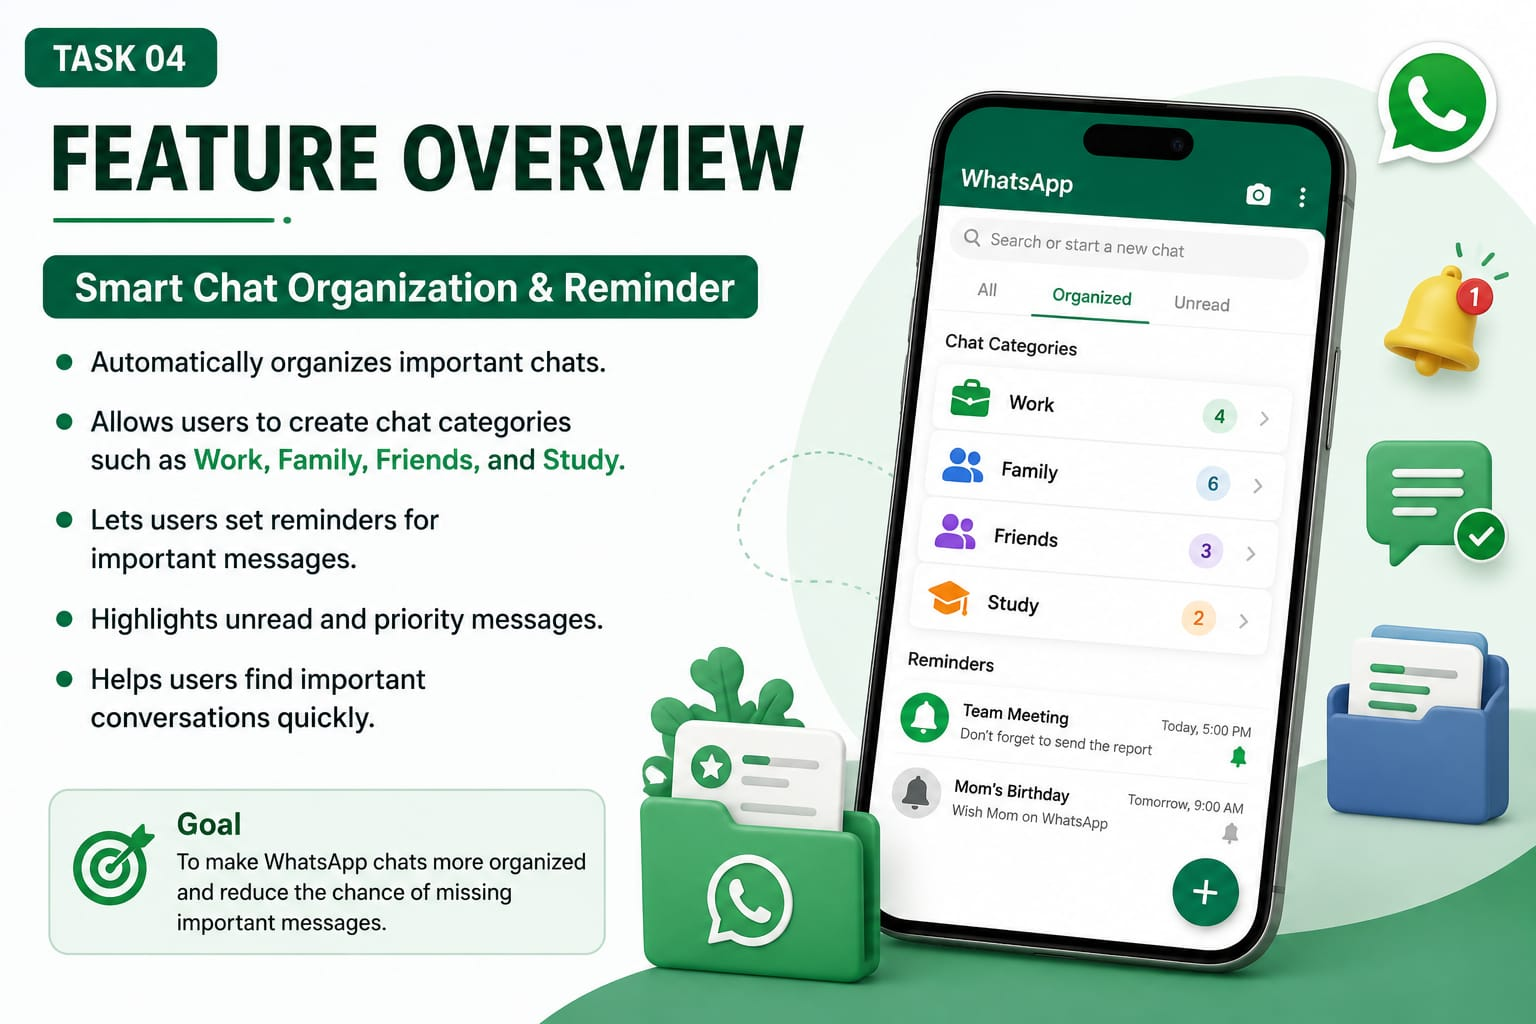 TASK 04
FEATURE OVERVIEW
Smart Chat Organization & Reminder
Automatically organizes important chats.
Allows users to create chat categories
such as Work, Family, Friends, and Study.
Lets users set reminders for
important messages.
Highlights unread and priority messages.
Helps users find important
conversations quickly.
Goal
To make WhatsApp chats more organized
and reduce the chance of missing
important messages.
WhatsApp
Search or start a new chat
All Organized Unread
Chat Categories
Work 4
Family 6
Friends 3
Study 2
Reminders
Team Meeting Today, 5:00 PM
Don't forget to send the report
Mom's Birthday Tomorrow, 9:00 AM
Wish Mom on WhatsApp
1